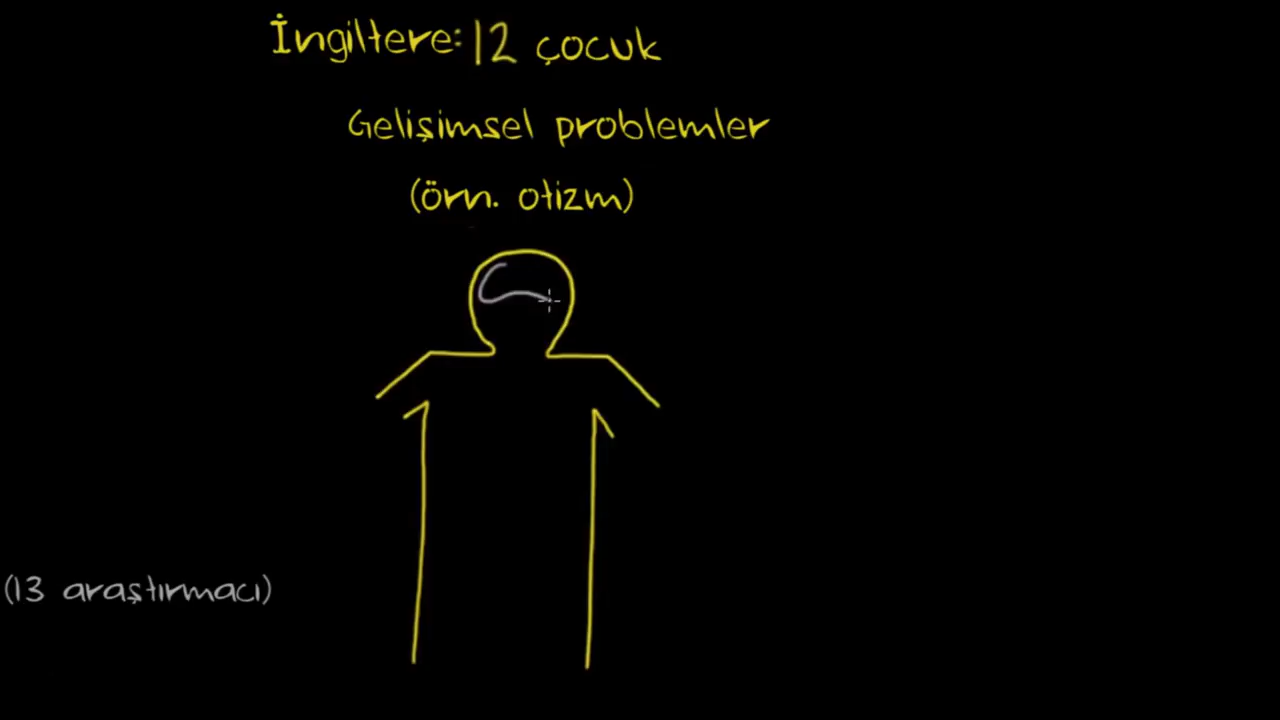 İngiltere: 12 çocuk
Gelişimsel problemler
(örn. otizm)
(13 araştırmacı)